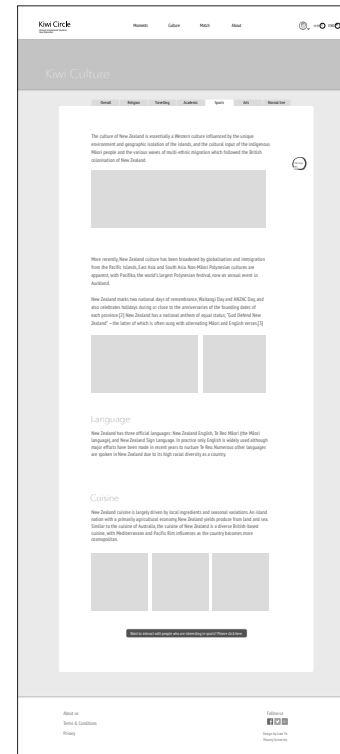 Kiwi Circle
Moments
Culture
Match
About
Kiwi Culture
Overall
Religion
Travelling
Academic
Sports
Arts
The culture of New Zealand is essentially a Western culture influenced by the unique
environment and geographic isolation of the islands, and the cultural input of the indigenous
Māori people and the various waves of multi-ethnic migration which followed the British
colonisation of New Zealand.
More recently, New Zealand culture has been broadened by globalisation and immigration
from the Pacific Islands, East Asia and South Asia. Non-Māori Polynesian cultures are
apparent, with Pasifika, the world's largest Polynesian festival, now an annual event in
Auckland.
New Zealand marks two national days of remembrance, Waitangi Day and ANZAC Day, and
also celebrates holidays during or close to the anniversaries of the founding dates of
each province.[2] New Zealand has a national anthem of equal status; "God Defend New
Zealand" – the latter of which is often sung with alternating Māori and English verses.[3]
Language
New Zealand has three official languages: New Zealand English, Te Reo Māori (the Māori
language), and New Zealand Sign Language. In practice only English is widely used although
major efforts have been made in recent years to nurture Te Reo. Numerous other languages
are spoken in New Zealand due to its high racial diversity as a country.
Cuisine
New Zealand cuisine is largely driven by local ingredients and seasonal variations. An island
nation with a primarily agricultural economy, New Zealand yields produce from land and sea.
Similar to the cuisine of Australia, the cuisine of New Zealand is a diverse British-based
cuisine, with Mediterranean and Pacific Rim influences as the country becomes more
cosmopolitan.
Want to interact with people who are interesting in sport? Please click here.
About us
Terms & Conditions
Privacy
Follow us